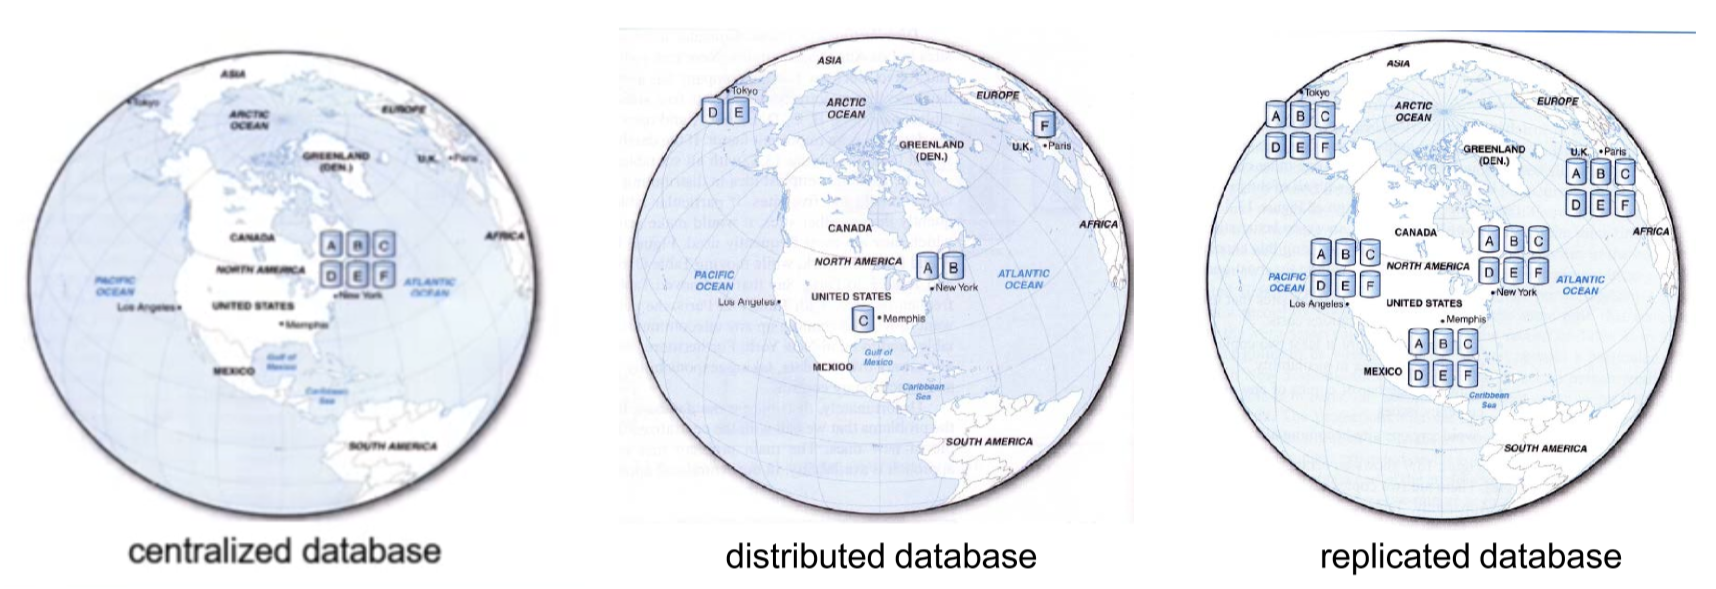 ASIA
Tokyo
EUROPE
ARCTIC
OCEAN
GREENLAND
(DEN.)
U.K. Paris
AFRICA
CANADA
A B C
NORTH AMERICA
D E F
PACIFIC
OCEAN
ATLANTIC
OCEAN
New York
Los Angeles
UNITED STATES
Memphis
Gulf of
Mexico
MEXICO
Caribbean
Sea
SOUTH AMERICA
centralized database
ASIA
Tokyo
D E
EUROPE
ARCTIC
OCEAN
F
GREENLAND
(DEN.)
U.K. Paris
AFRICA
CANADA
NORTH AMERICA
A B
PACIFIC
OCEAN
ATLANTIC
OCEAN
New York
Los Angeles
UNITED STATES
C Memphis
Gulf of
Mexico
MEXICO
Caribbean
Sea
SOUTH AMERICA
distributed database
ASIA
Tokyo
A B C
D E F
EUROPE
ARCTIC
OCEAN
GREENLAND
(DEN.)
U.K. Paris
A B C
D E F
AFRICA
CANADA
A B C
D E F
NORTH AMERICA
A B C
D E F
PACIFIC
OCEAN
ATLANTIC
OCEAN
New York
Los Angeles
UNITED STATES
Memphis
A B C
D E F
MEXICO
Caribbean
Sea
SOUTH AMERICA
replicated database